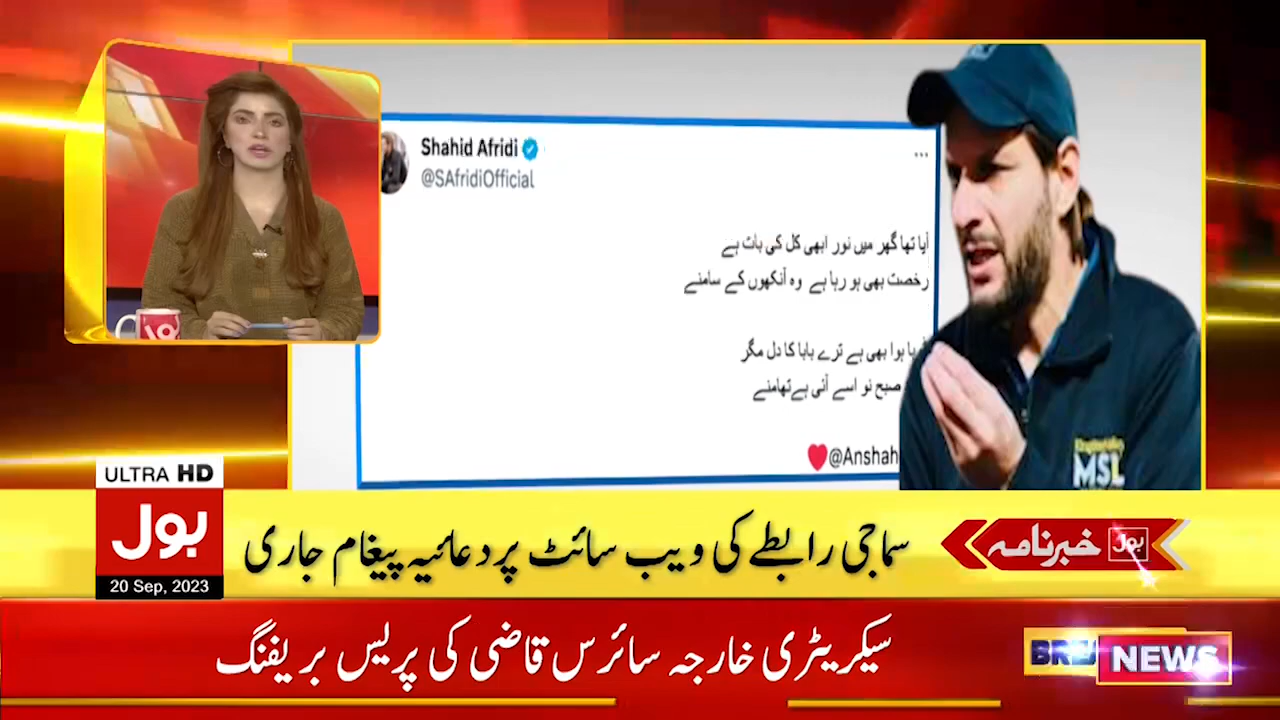 Shahid Afridi
@SAfridiOfficial
...
آیا تھا گھر میں نور ابھی کل کی بات ہے
رخصت بھی ہو رہا ہے وہ آنکھوں کے سامنے
ہوا بھی ہے ترے بابا کا دل مگر
صبح نو اسے آئی ہے تھامنے
@Anshah
MSL
ULTRA HD
بول
20 Sep, 2023
سماجی رابطے کی ویب سائٹ پر دعائیہ پیغام جاری
بول خبرنامہ
سیکریٹری خارجہ سائرس قاضی کی پریس بریفنگ
NEWS